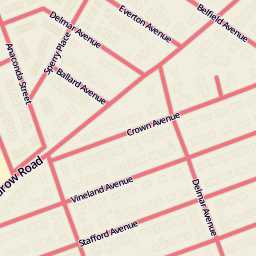 Belfield Avenue
Everton Avenue
Delmar Avenue
Sperry Place
Anaconda Street
Ballard Avenue
Crown Avenue
Road
Vineland Avenue
Delmar Avenue
Stafford Avenue